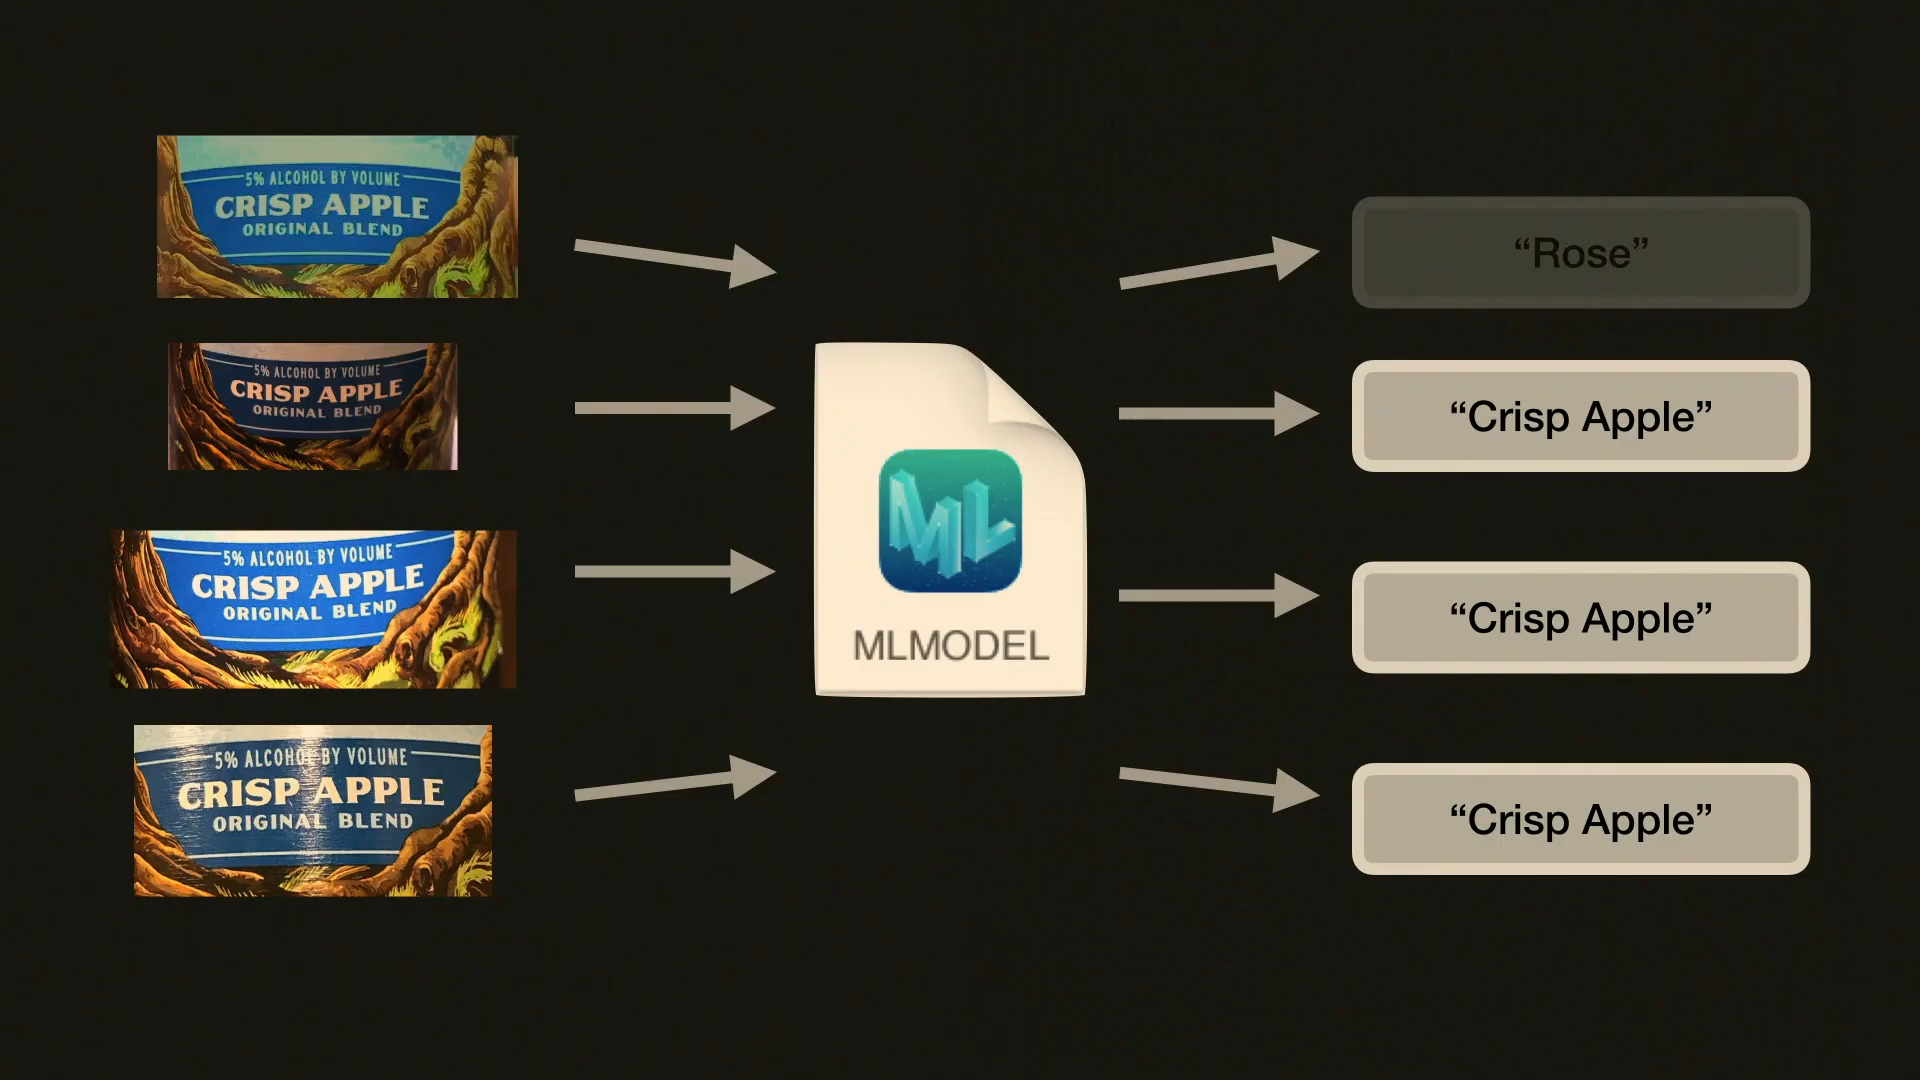 5% ALCOHOL BY VOLUME
CRISP APPLE
ORIGINAL BLEND
5% ALCOHOL BY VOLUME
CRISP APPLE
ORIGINAL BLEND
5% ALCOHOL BY VOLUME
CRISP APPLE
ORIGINAL BLEND
5% ALCOHOL BY VOLUME
CRISP APPLE
ORIGINAL BLEND
ML
MLMODEL
“Rose”
“Crisp Apple”
“Crisp Apple”
“Crisp Apple”